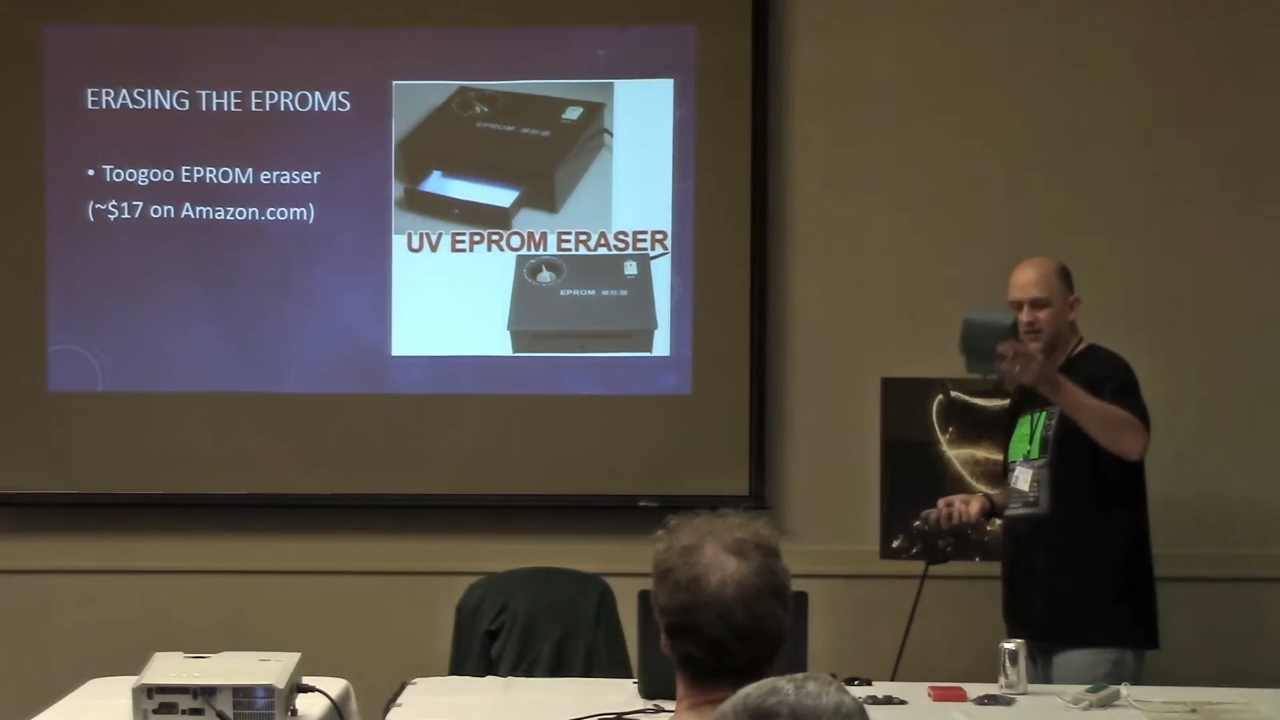 ERASING THE EPROMS
• Toogoo EPROM eraser
(~$17 on Amazon.com)
EPROM
UV EPROM ERASER
EPROM